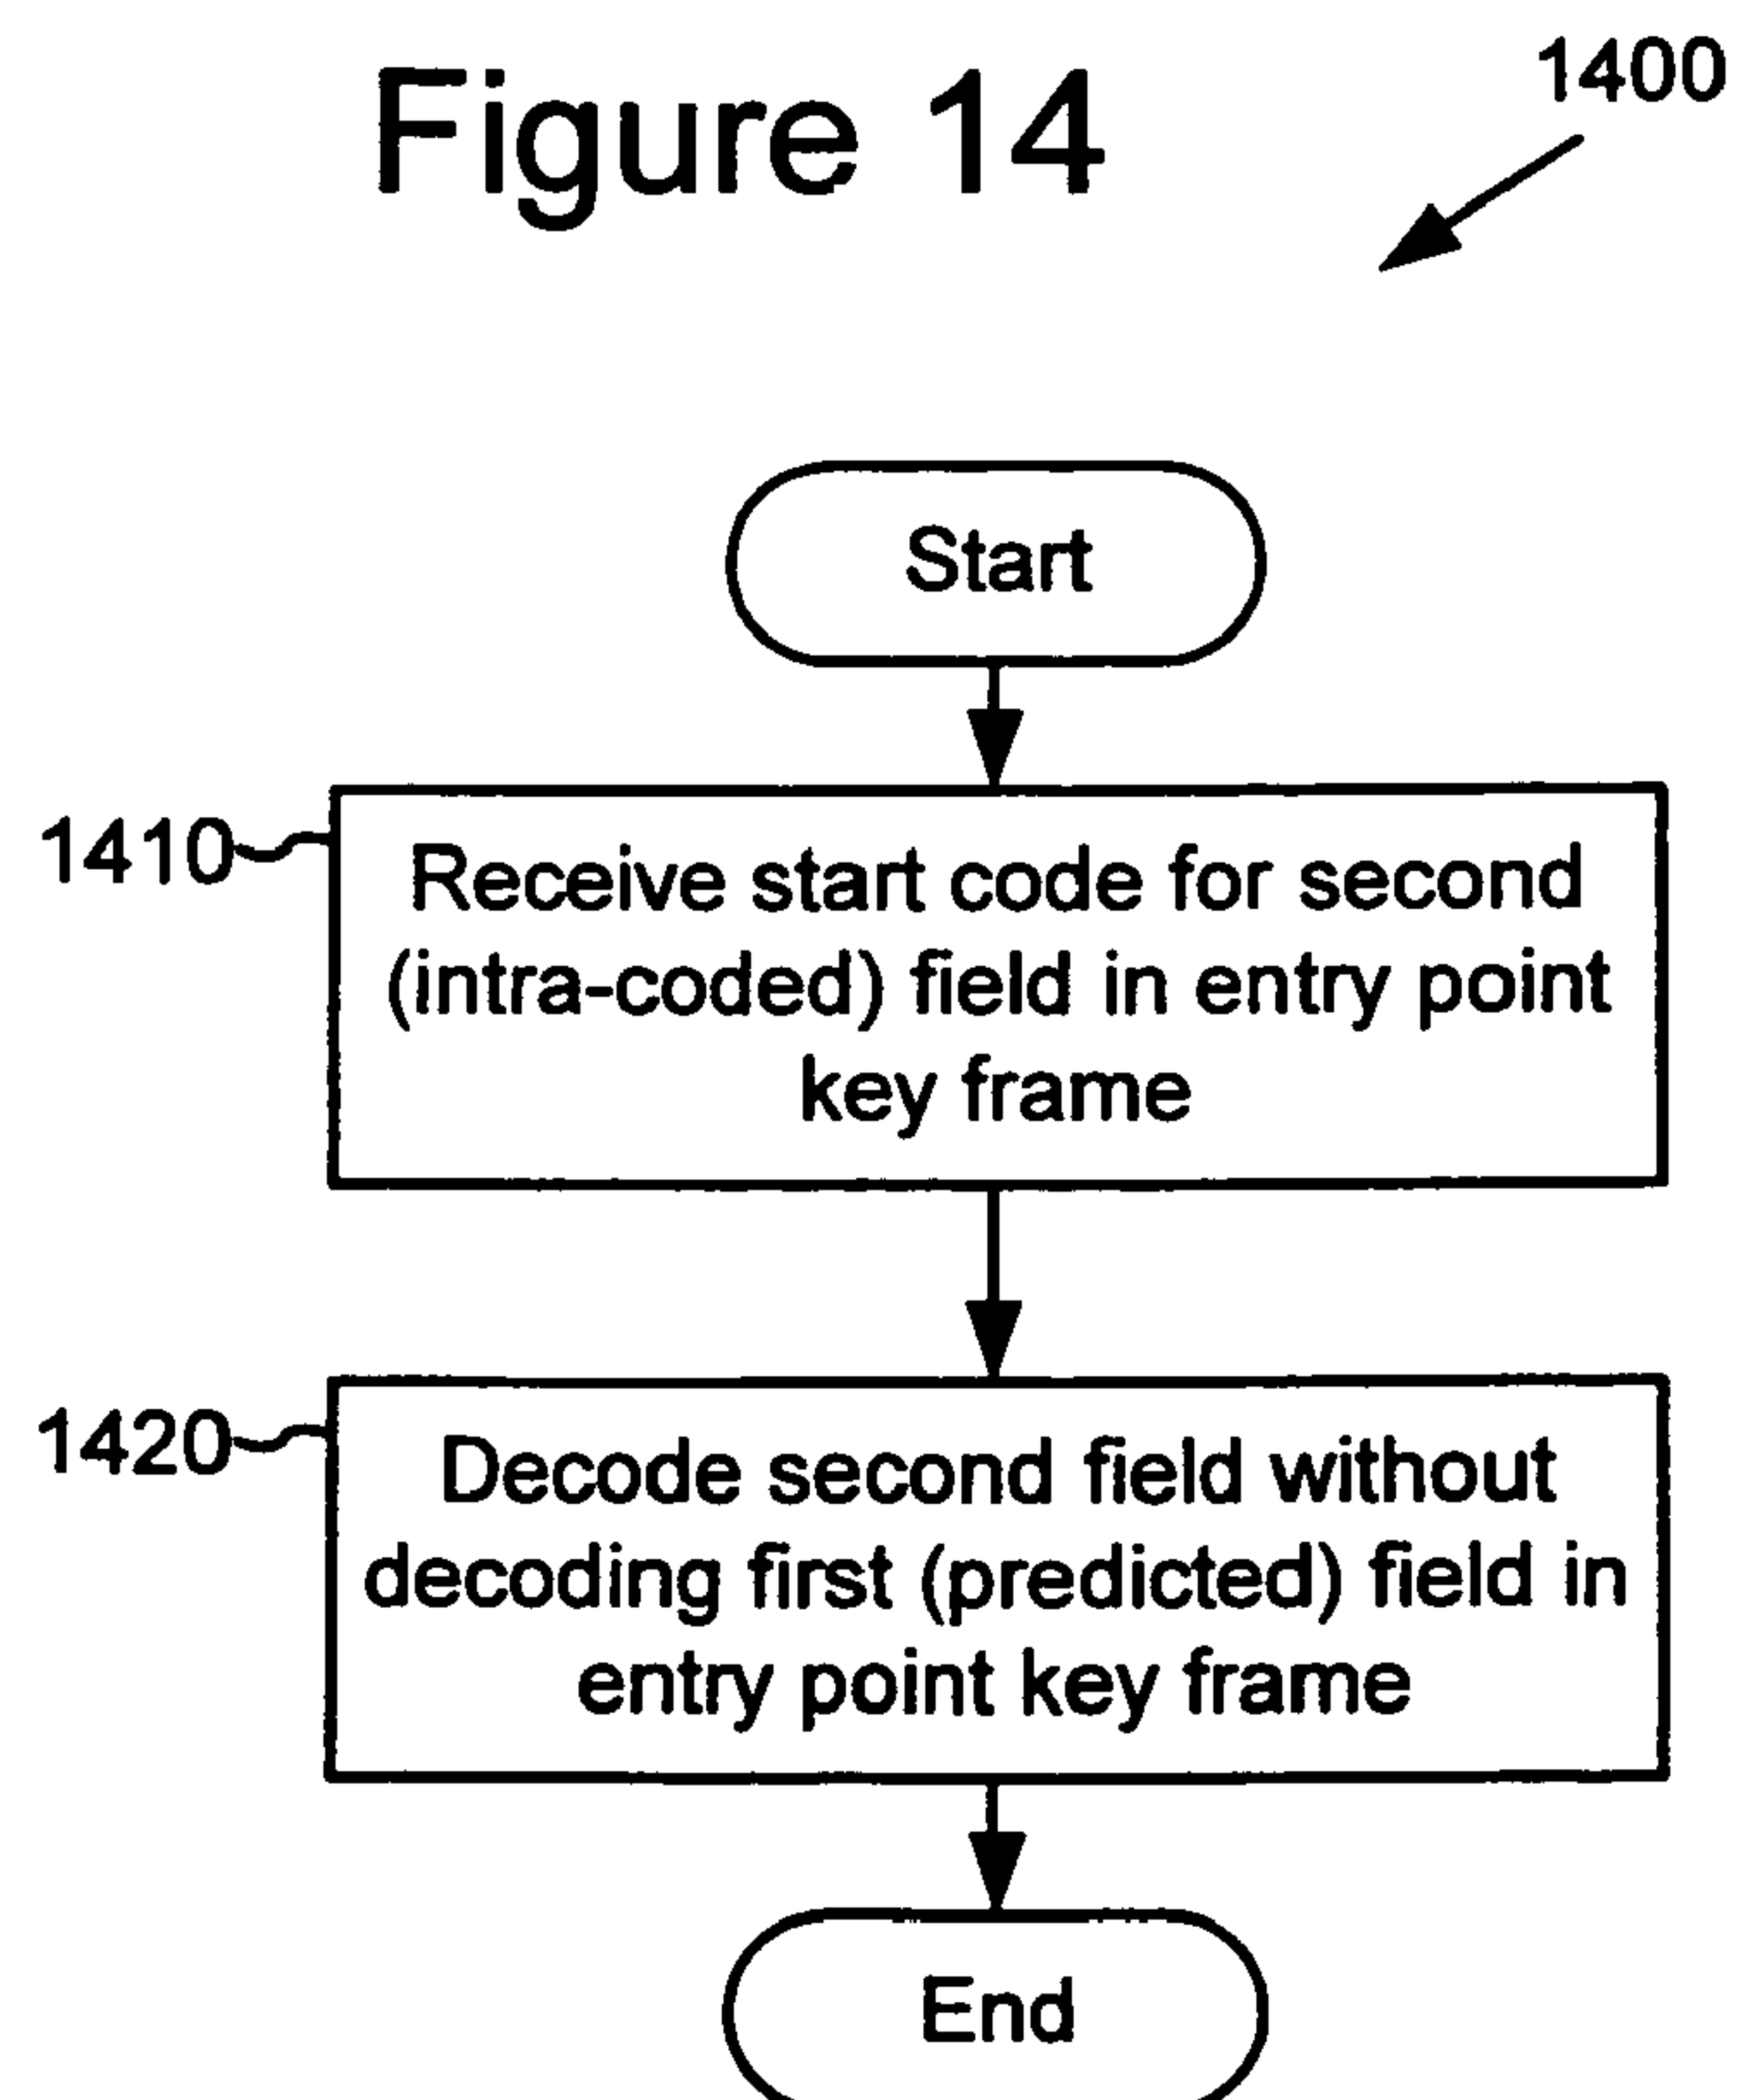 Figure 14
1400
Start
1410
Receive start code for second
(intra-coded) field in entry point
key frame
1420
Decode second field without
decoding first (predicted) field in
entry point key frame
End